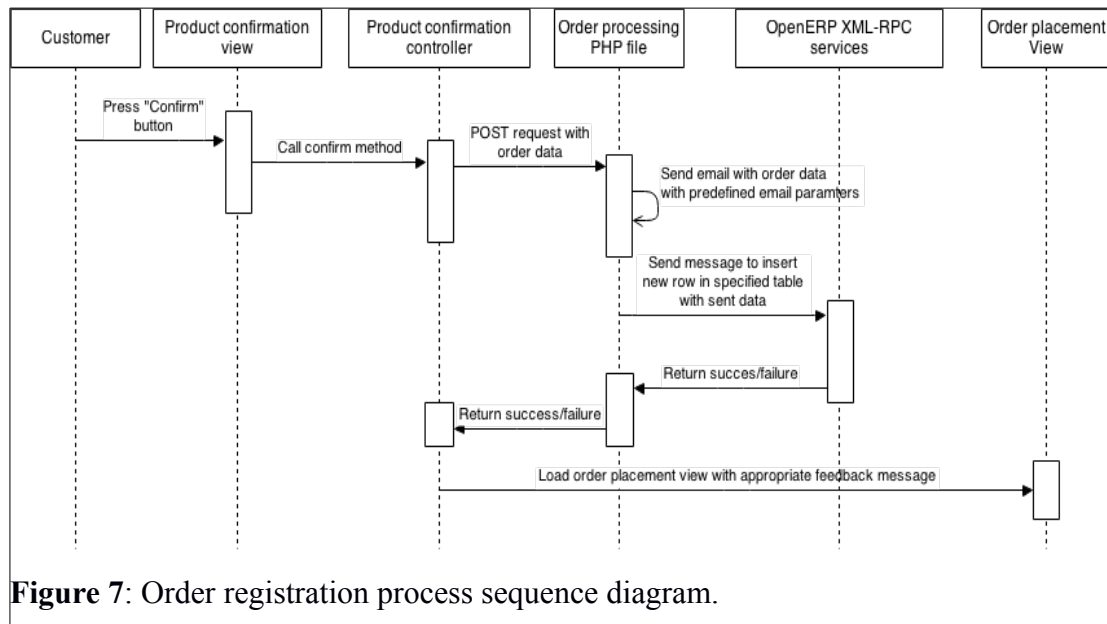 Customer
Product confirmation
view
Product confirmation
controller
Order processing
PHP file
OpenERP XML-RPC
services
Order placement
View
Press "Confirm"
button
Call confirm method
POST request with
order data
Send email with order data
with predefined email paramters
Send message to insert
new row in specified table
with sent data
Return succes/failure
Return success/failure
Load order placement view with appropriate feedback message
Figure 7: Order registration process sequence diagram.